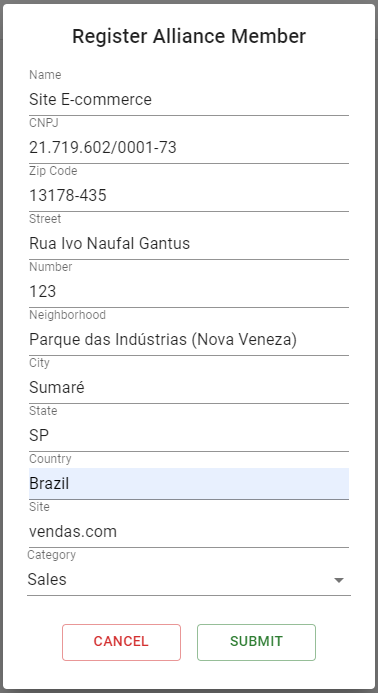 Register Alliance Member
Name
Site E-commerce
CNPJ
21.719.602/0001-73
Zip Code
13178-435
Street
Rua Ivo Naufal Gantus
Number
123
Neighborhood
Parque das Indústrias (Nova Veneza)
City
Sumaré
State
SP
Country
Brazil
Site
vendas.com
Category
Sales
CANCEL SUBMIT